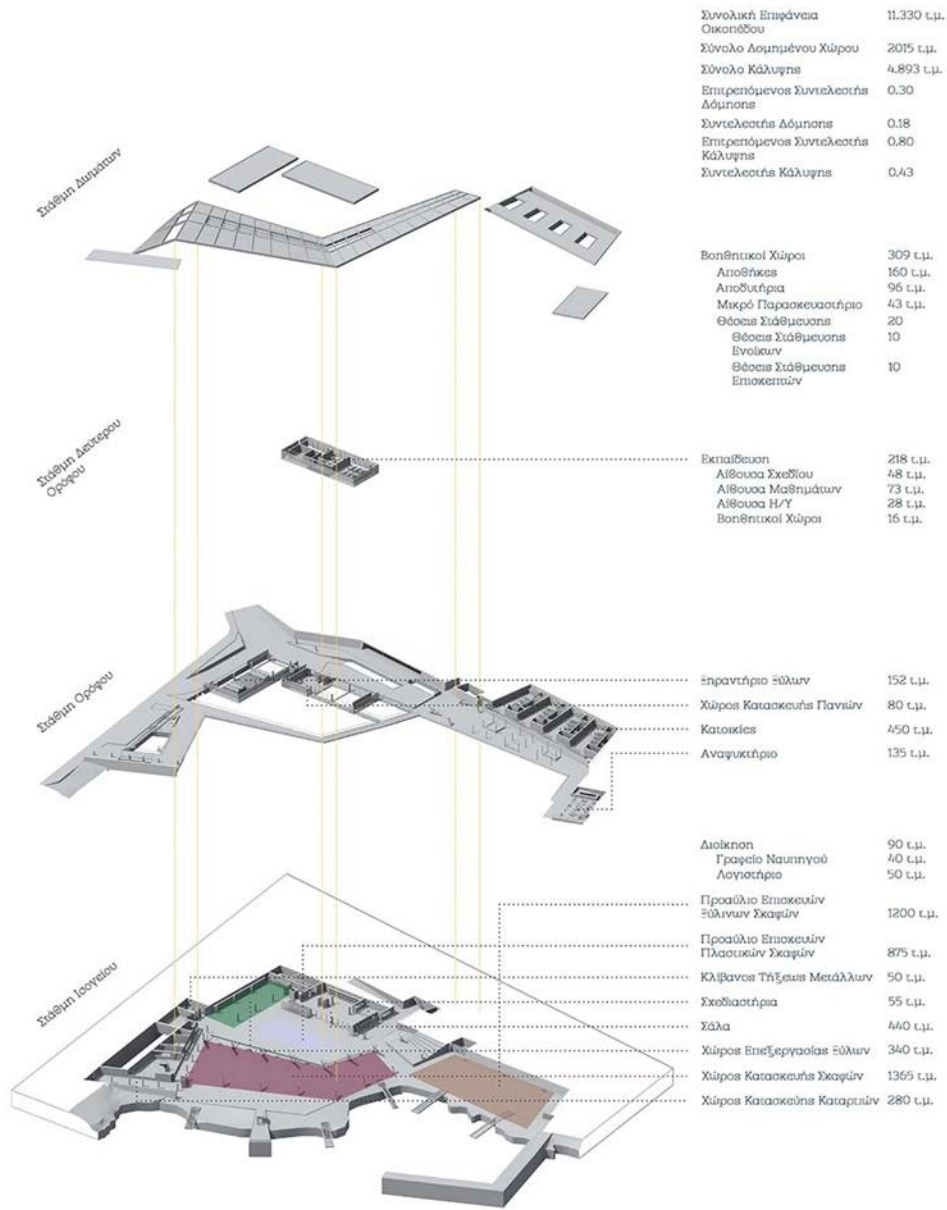 Συνολική Επιφάνεια 11.330 τ.μ.
Οικοπέδου
Σύνολο Δομημένου Χώρου 2015 τ.μ.
Σύνολο Κάλυψης 4.893 τ.μ.
Επιτρεπόμενος Συντελεστής 0.30
Δόμησης
Συντελεστής Δόμησης 0.18
Επιτρεπόμενος Συντελεστής 0.80
Κάλυψης
Συντελεστής Κάλυψης 0.43
Στάθμη Δωμάτων
Βοηθητικοί Χώροι 309 τ.μ.
Αποθήκες 160 τ.μ.
Αποδυτήρια 96 τ.μ.
Μικρό Παρασκευαστήριο 43 τ.μ.
Θέσεις Στάθμευσης 20
Θέσεις Στάθμευσης 10
Ενοίκων
Θέσεις Στάθμευσης 10
Επισκεπτών
Στάθμη Δεύτερου
Ορόφου
Εκπαίδευση 218 τ.μ.
Αίθουσα Σχεδίου 48 τ.μ.
Αίθουσα Μαθημάτων 73 τ.μ.
Αίθουσα Η/Υ 28 τ.μ.
Βοηθητικοί Χώροι 16 τ.μ.
Στάθμη Ορόφου
Ξηραντήριο Ξύλων 152 τ.μ.
Χώρος Κατασκευής Πανιών 80 τ.μ.
Κατοικίες 450 τ.μ.
Αναψυκτήριο 135 τ.μ.
Διοίκηση 90 τ.μ.
Γραφείο Ναυπηγού 40 τ.μ.
Λογιστήριο 50 τ.μ.
Στάθμη Ισογείου
Προαύλιο Επισκευών
Ξύλινων Σκαφών 1200 τ.μ.
Προαύλιο Επισκευών
Πλαστικών Σκαφών 875 τ.μ.
Κλίβανος Τήξεως Μετάλλων 50 τ.μ.
Σχεδιαστήρια 55 τ.μ.
Σάλα 440 τ.μ.
Χώρος Επεξεργασίας Ξύλων 340 τ.μ.
Χώρος Κατασκευής Σκαφών 1365 τ.μ.
Χώρος Κατασκεύης Καταρτιών 280 τ.μ.